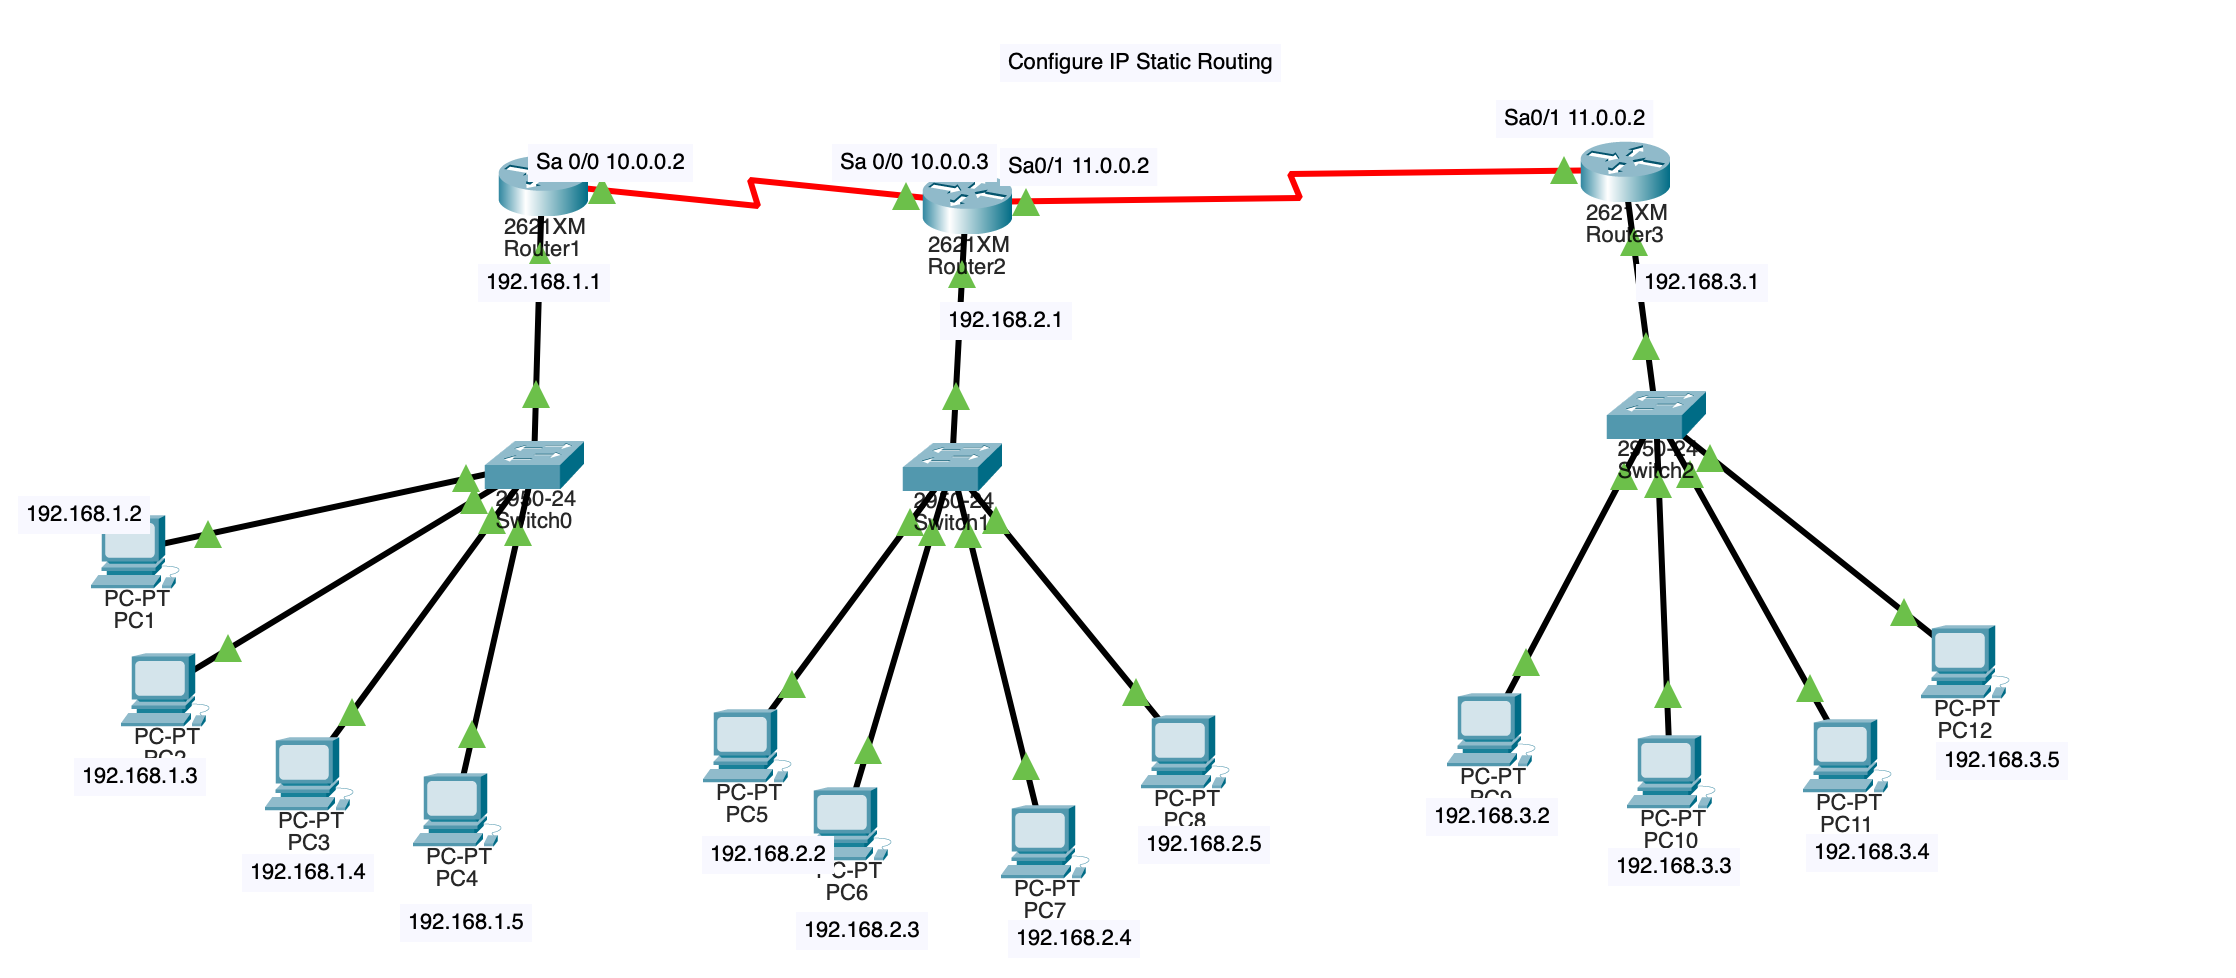 Configure IP Static Routing
Sa0/1 11.0.0.2
Sa 0/0 10.0.0.2
Sa 0/0 10.0.0.3
Sa0/1 11.0.0.2
2621XM
Router1
192.168.1.1
2621XM
Router2
192.168.2.1
2621XM
Router3
192.168.3.1
2950-24
Switch0
2950-24
Switch1
2950-24
Switch2
192.168.1.2
PC-PT
PC1
PC-PT
PC2
192.168.1.3
PC-PT
PC3
192.168.1.4
PC-PT
PC4
192.168.1.5
PC-PT
PC5
192.168.2.2
PC-PT
PC6
192.168.2.3
PC-PT
PC7
192.168.2.4
PC-PT
PC8
192.168.2.5
PC-PT
PC9
192.168.3.2
PC-PT
PC10
192.168.3.3
PC-PT
PC11
192.168.3.4
PC-PT
PC12
192.168.3.5